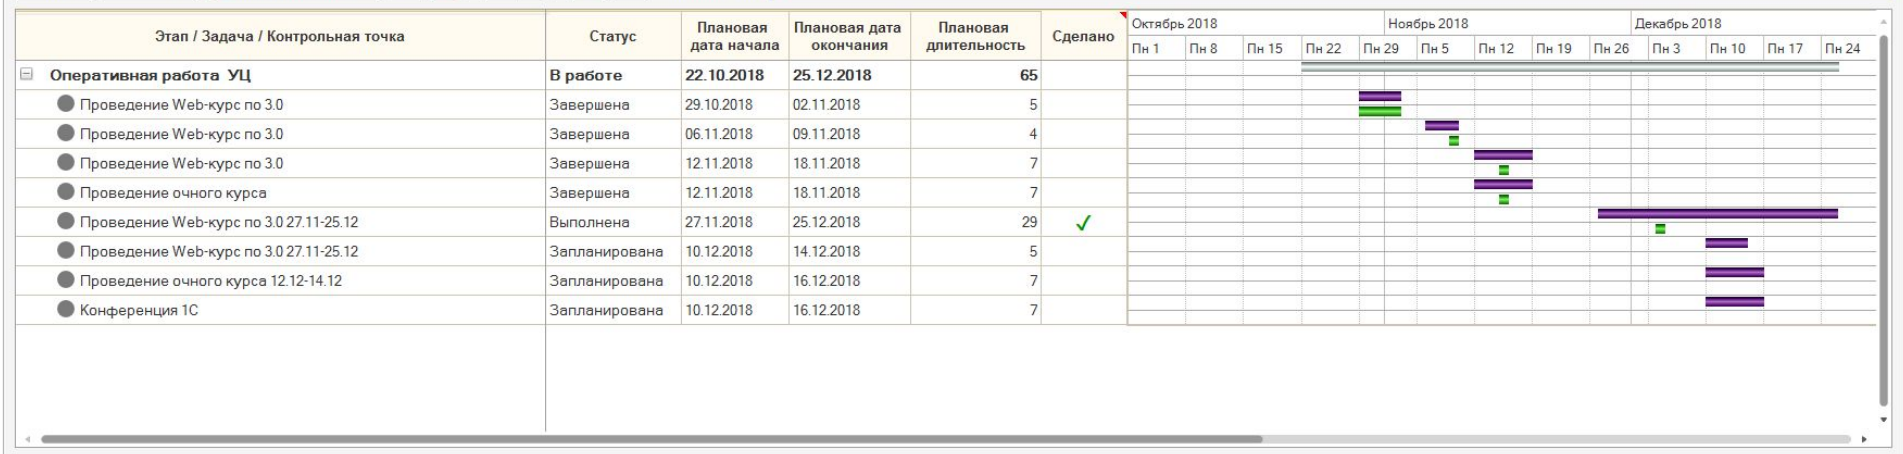 Этап / Задача / Контрольная точка Статус Плановая дата начала Плановая дата окончания Плановая длительность Сделано Октябрь 2018 Ноябрь 2018 Декабрь 2018
Пн 1 Пн 8 Пн 15 Пн 22 Пн 29 Пн 5 Пн 12 Пн 19 Пн 26 Пн 3 Пн 10 Пн 17 Пн 24
Оперативная работа УЦ В работе 22.10.2018 25.12.2018 65
Проведение Web-курс по 3.0 Завершена 29.10.2018 02.11.2018 5
Проведение Web-курс по 3.0 Завершена 06.11.2018 09.11.2018 4
Проведение Web-курс по 3.0 Завершена 12.11.2018 18.11.2018 7
Проведение очного курса Завершена 12.11.2018 18.11.2018 7
Проведение Web-курс по 3.0 27.11-25.12 Выполнена 27.11.2018 25.12.2018 29 ✓
Проведение Web-курс по 3.0 27.11-25.12 Запланирована 10.12.2018 14.12.2018 5
Проведение очного курса 12.12-14.12 Запланирована 10.12.2018 16.12.2018 7
Конференция 1С Запланирована 10.12.2018 16.12.2018 7